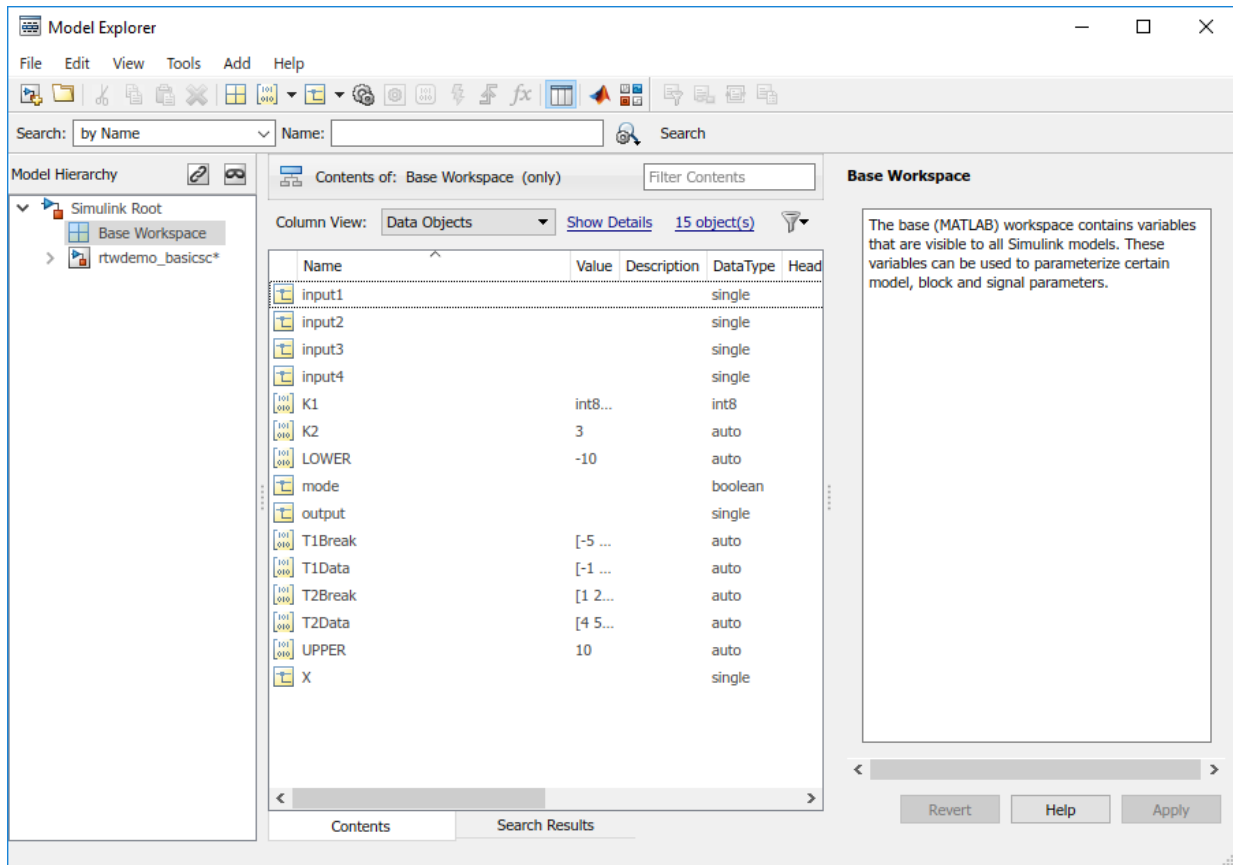 Model Explorer
File Edit View Tools Add Help
Search: by Name Name: Search
Model Hierarchy
Simulink Root
Base Workspace
rtwdemo_basicsc*
Contents of: Base Workspace (only) Filter Contents
Column View: Data Objects Show Details 15 object(s)
Name Value Description DataType Head
input1 single
input2 single
input3 single
input4 single
K1 int8... int8
K2 3 auto
LOWER -10 auto
mode boolean
output single
T1Break [-5 ... auto
T1Data [-1 ... auto
T2Break [1 2... auto
T2Data [4 5... auto
UPPER 10 auto
X single
Contents Search Results
Base Workspace
The base (MATLAB) workspace contains variables
that are visible to all Simulink models. These
variables can be used to parameterize certain
model, block and signal parameters.
Revert Help Apply